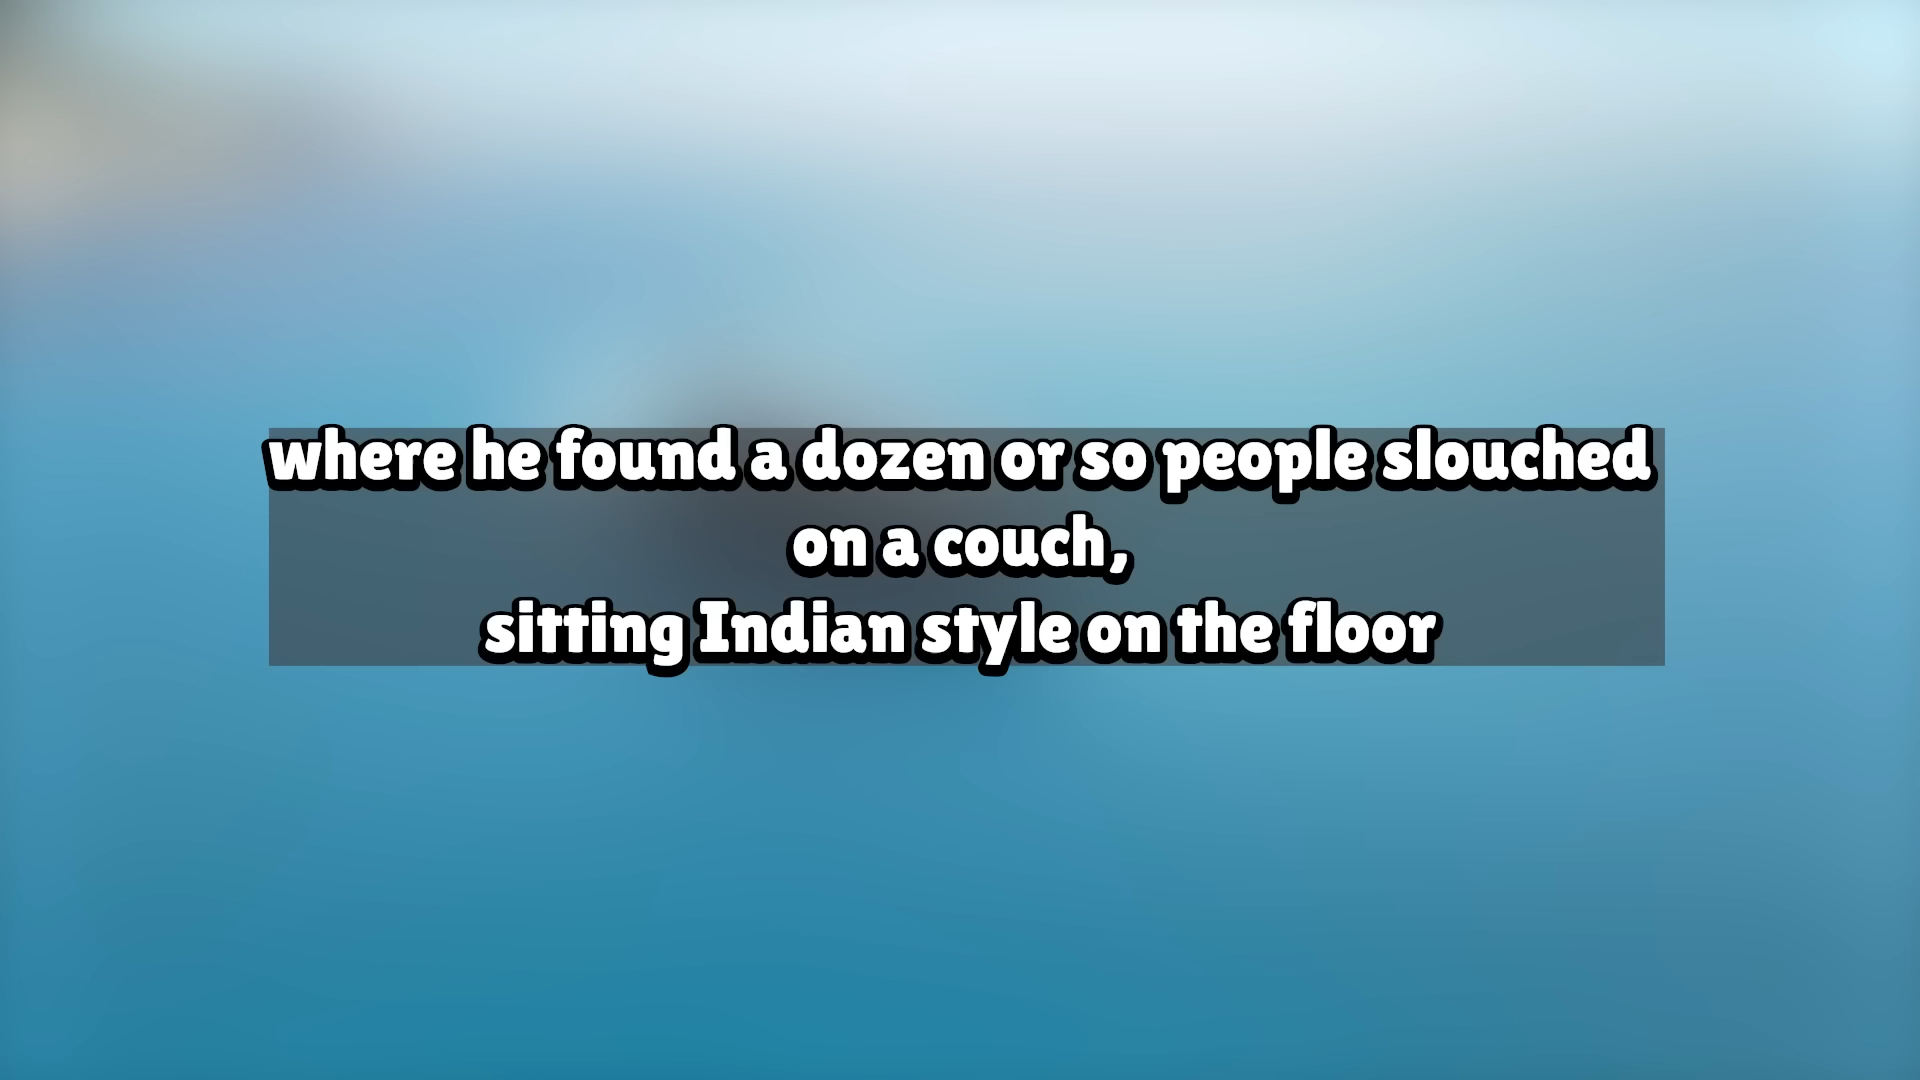 where he found a dozen or so people slouched
on a couch,
sitting Indian style on the floor